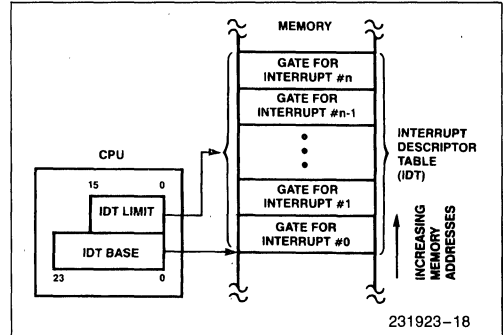 MEMORY
GATE FOR
INTERRUPT #n
GATE FOR
INTERRUPT #n-1
GATE FOR
INTERRUPT #1
GATE FOR
INTERRUPT #0
INTERRUPT
DESCRIPTOR
TABLE
(IDT)
CPU
15 0
IDT LIMIT
IDT BASE
23 0
INCREASING
MEMORY
ADDRESSES
231923-18